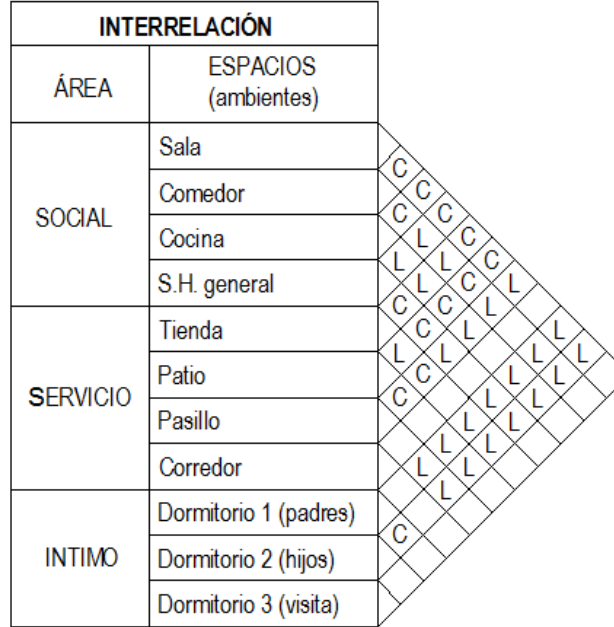 INTERRELACIÓN
ÁREA
ESPACIOS
(ambientes)
SOCIAL
Sala
Comedor
Cocina
S.H. general
SERVICIO
Tienda
Patio
Pasillo
Corredor
INTIMO
Dormitorio 1 (padres)
Dormitorio 2 (hijos)
Dormitorio 3 (visita)
C
C
C C
L C
L L C
L C L
C C L
C L L
L L L L
C L L
C L L
L L
L L
L L
L
C